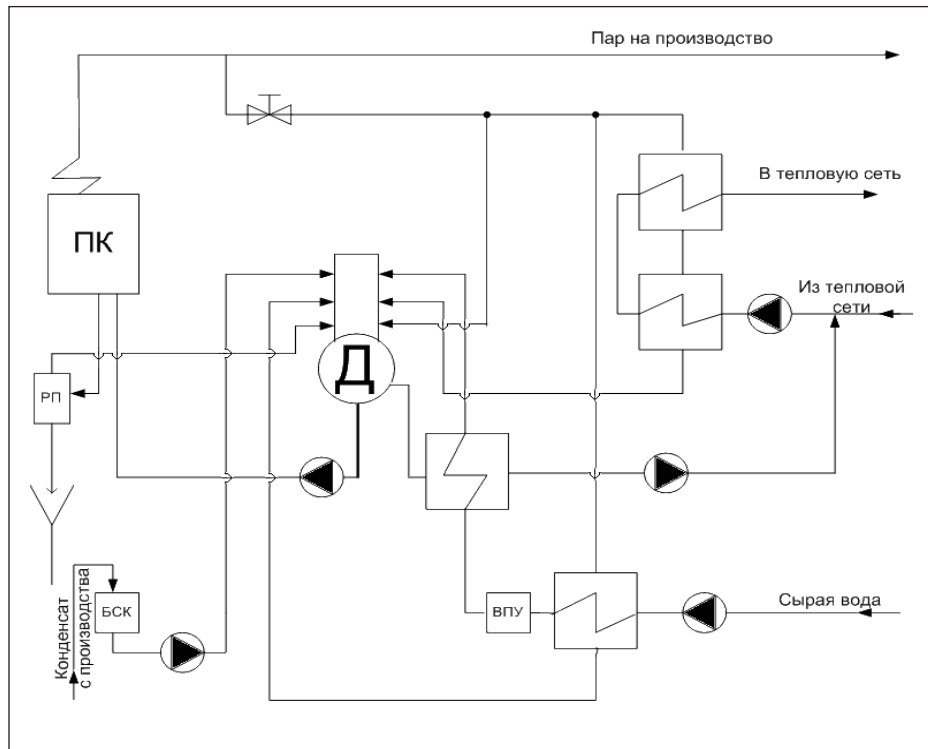 Пар на производство
В тепловую сеть
ПК
Из тепловой
сети
Д
РП
Сырая вода
БСК
ВПУ
Конденсат
с производства